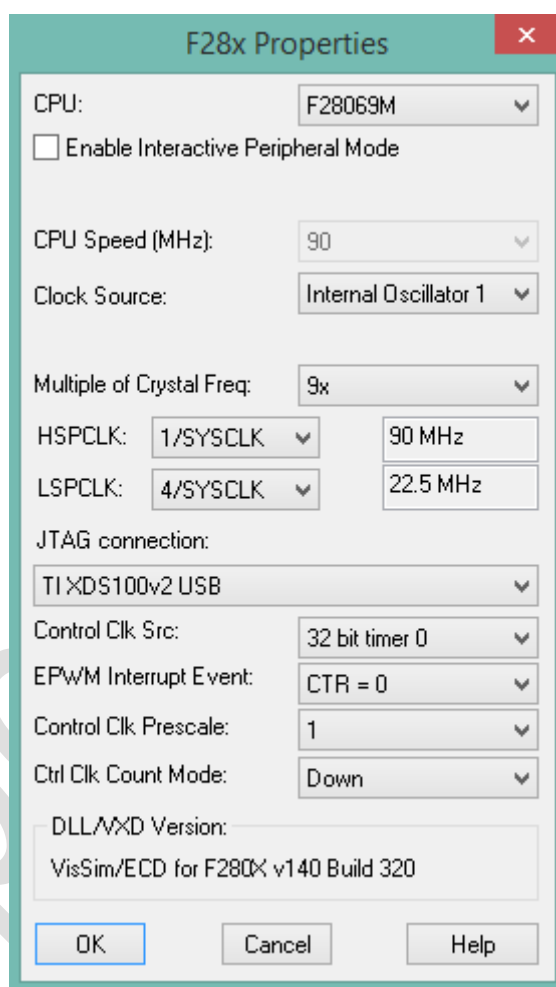 F28x Properties
CPU: F28069M
Enable Interactive Peripheral Mode
CPU Speed (MHz): 90
Clock Source: Internal Oscillator 1
Multiple of Crystal Freq: 9x
HSPCLK: 1/SYSCLK 90 MHz
LSPCLK: 4/SYSCLK 22.5 MHz
JTAG connection:
TI XDS100v2 USB
Control Clk Src: 32 bit timer 0
EPWM Interrupt Event: CTR = 0
Control Clk Prescale: 1
Ctrl Clk Count Mode: Down
DLL/VXD Version:
VisSim/ECD for F280X v140 Build 320
OK Cancel Help